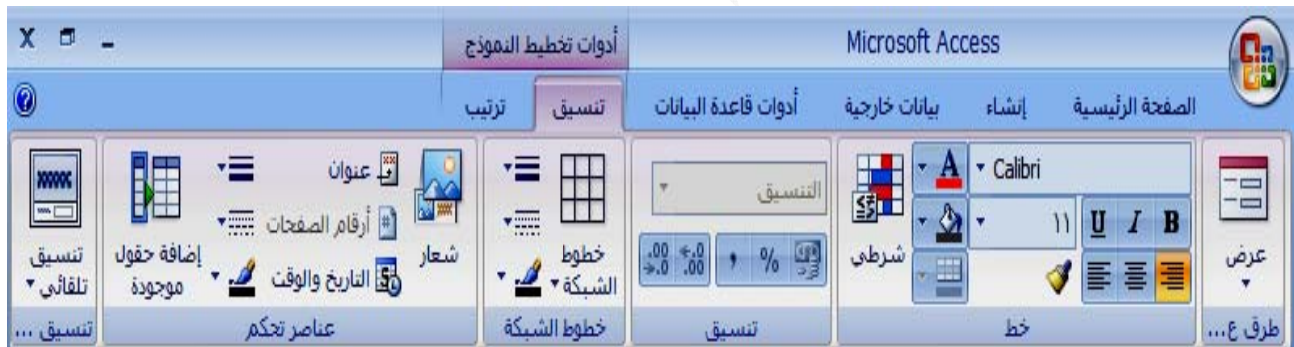 Microsoft Access
أدوات تخطيط النموذج
X
الصفحة الرئيسية
إنشاء
بيانات خارجية
أدوات قاعدة البيانات
تنسيق
ترتيب
عرض
طرق ع...
Calibri
١١
B I U
A
شرطي
خط
التنسيق
% , .00 .0 .00 .0
تنسيق
خطوط
الشبكة
خطوط الشبكة
شعار
عنوان
أرقام الصفحات
التاريخ والوقت
إضافة حقول
موجودة
عناصر تحكم
تنسيق
تلقائي
تنسيق ...